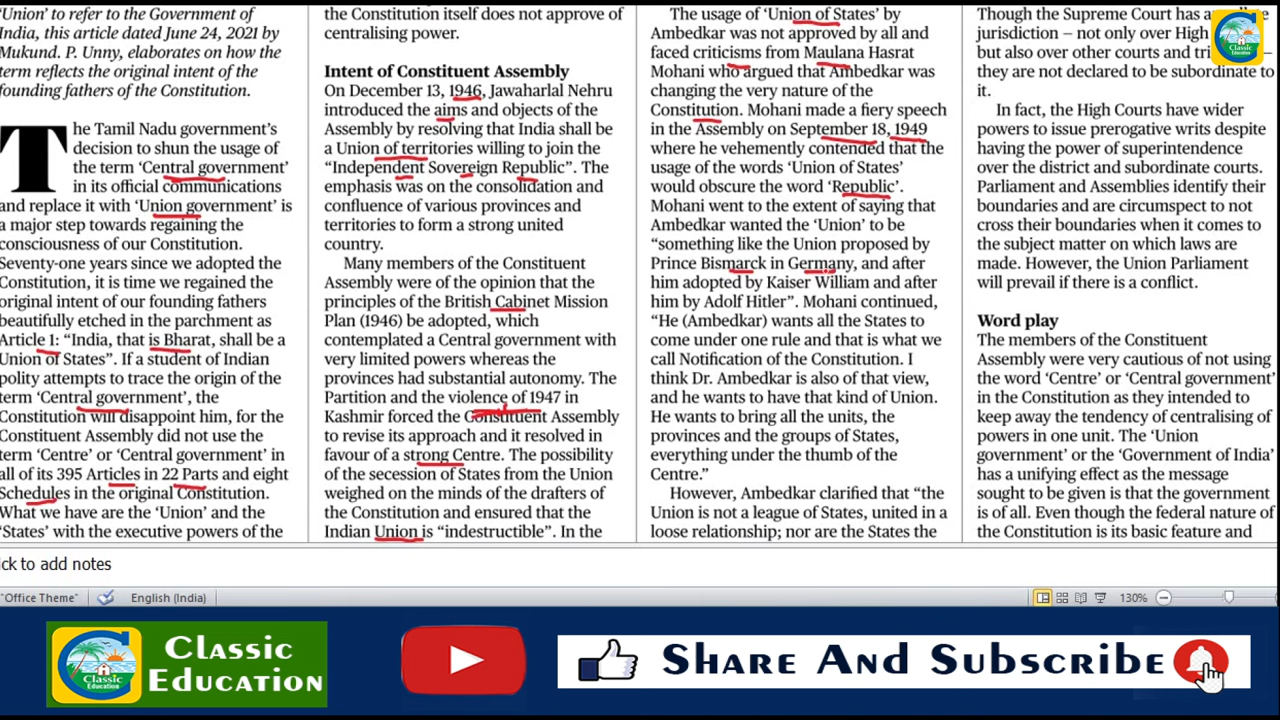 'Union' to refer to the Government of
India, this article dated June 24, 2021 by
Mukund. P. Unny, elaborates on how the
term reflects the original intent of the
founding fathers of the Constitution.
The Tamil Nadu government's
decision to shun the usage of
the term 'Central government'
in its official communications
and replace it with 'Union government' is
a major step towards regaining the
consciousness of our Constitution.
Seventy-one years since we adopted the
Constitution, it is time we regained the
original intent of our founding fathers
beautifully etched in the parchment as
Article 1: "India, that is Bharat, shall be a
Union of States". If a student of Indian
polity attempts to trace the origin of the
term 'Central government', the
Constitution will disappoint him, for the
Constituent Assembly did not use the
term 'Centre' or 'Central government' in
all of its 395 Articles in 22 Parts and eight
Schedules in the original Constitution.
What we have are the 'Union' and the
'States' with the executive powers of the
the Constitution itself does not approve of
centralising power.
Intent of Constituent Assembly
On December 13, 1946, Jawaharlal Nehru
introduced the aims and objects of the
Assembly by resolving that India shall be
a Union of territories willing to join the
"Independent Sovereign Republic". The
emphasis was on the consolidation and
confluence of various provinces and
territories to form a strong united
country.
Many members of the Constituent
Assembly were of the opinion that the
principles of the British Cabinet Mission
Plan (1946) be adopted, which
contemplated a Central government with
very limited powers whereas the
provinces had substantial autonomy. The
Partition and the violence of 1947 in
Kashmir forced the Constituent Assembly
to revise its approach and it resolved in
favour of a strong Centre. The possibility
of the secession of States from the Union
weighed on the minds of the drafters of
the Constitution and ensured that the
Indian Union is "indestructible". In the
The usage of 'Union of States' by
Ambedkar was not approved by all and
faced criticisms from Maulana Hasrat
Mohani who argued that Ambedkar was
changing the very nature of the
Constitution. Mohani made a fiery speech
in the Assembly on September 18, 1949
where he vehemently contended that the
usage of the words 'Union of States'
would obscure the word 'Republic'.
Mohani went to the extent of saying that
Ambedkar wanted the 'Union' to be
"something like the Union proposed by
Prince Bismarck in Germany, and after
him adopted by Kaiser William and after
him by Adolf Hitler". Mohani continued,
"He (Ambedkar) wants all the States to
come under one rule and that is what we
call Notification of the Constitution. I
think Dr. Ambedkar is also of that view,
and he wants to have that kind of Union.
He wants to bring all the units, the
provinces and the groups of States,
everything under the thumb of the
Centre."
However, Ambedkar clarified that "the
Union is not a league of States, united in a
loose relationship; nor are the States the
Though the Supreme Court has
jurisdiction – not only over High
but also over other courts and –
they are not declared to be subordinate to
it.
In fact, the High Courts have wider
powers to issue prerogative writs despite
having the power of superintendence
over the district and subordinate courts.
Parliament and Assemblies identify their
boundaries and are circumspect to not
cross their boundaries when it comes to
the subject matter on which laws are
made. However, the Union Parliament
will prevail if there is a conflict.
Word play
The members of the Constituent
Assembly were very cautious of not using
the word 'Centre' or 'Central government'
in the Constitution as they intended to
keep away the tendency of centralising of
powers in one unit. The 'Union
government' or the 'Government of India'
has a unifying effect as the message
sought to be given is that the government
is of all. Even though the federal nature of
the Constitution is its basic feature and
Classic
Education
ck to add notes
"Office Theme"
English (India)
130%
Classic
Education
Classic
Education
Share And Subscribe